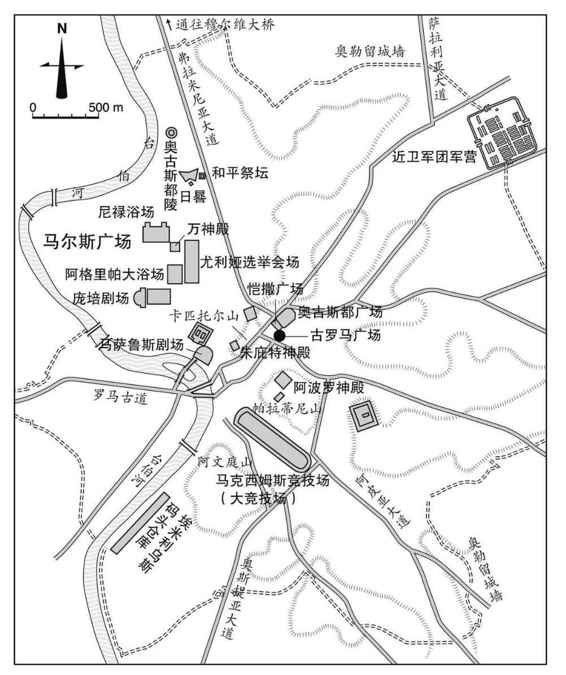 通往穆尔维大桥
N
0 500 m
弗拉米尼亚大道
萨拉利亚大道
奥勒留城墙
近卫军团军营
台伯河
奥古斯都陵
和平祭坛
日晷
尼禄浴场
万神殿
马尔斯广场
尤利娅选举会场
阿格里帕大浴场
恺撒广场
庞培剧场
奥古斯都广场
卡匹托尔山
古罗马广场
马萨鲁斯剧场
朱庇特神殿
阿波罗神殿
罗马古道
帕拉蒂尼山
台伯河
阿文庭山
马克西姆斯竞技场
(大竞技场)
阿皮亚大道
埃米利乌斯
码头仓库
奥勒留城墙
奥斯提亚大道